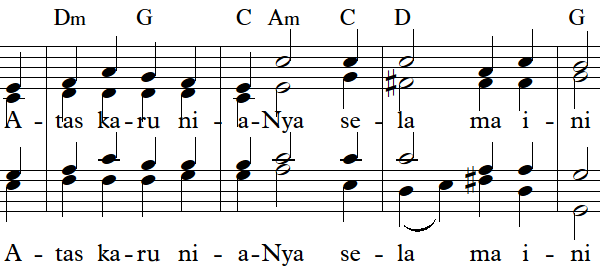 Dm G C Am C D G
A - tas ka - ru ni - a - Nya se - la ma i - ni
A - tas ka - ru ni - a - Nya se - la ma i - ni